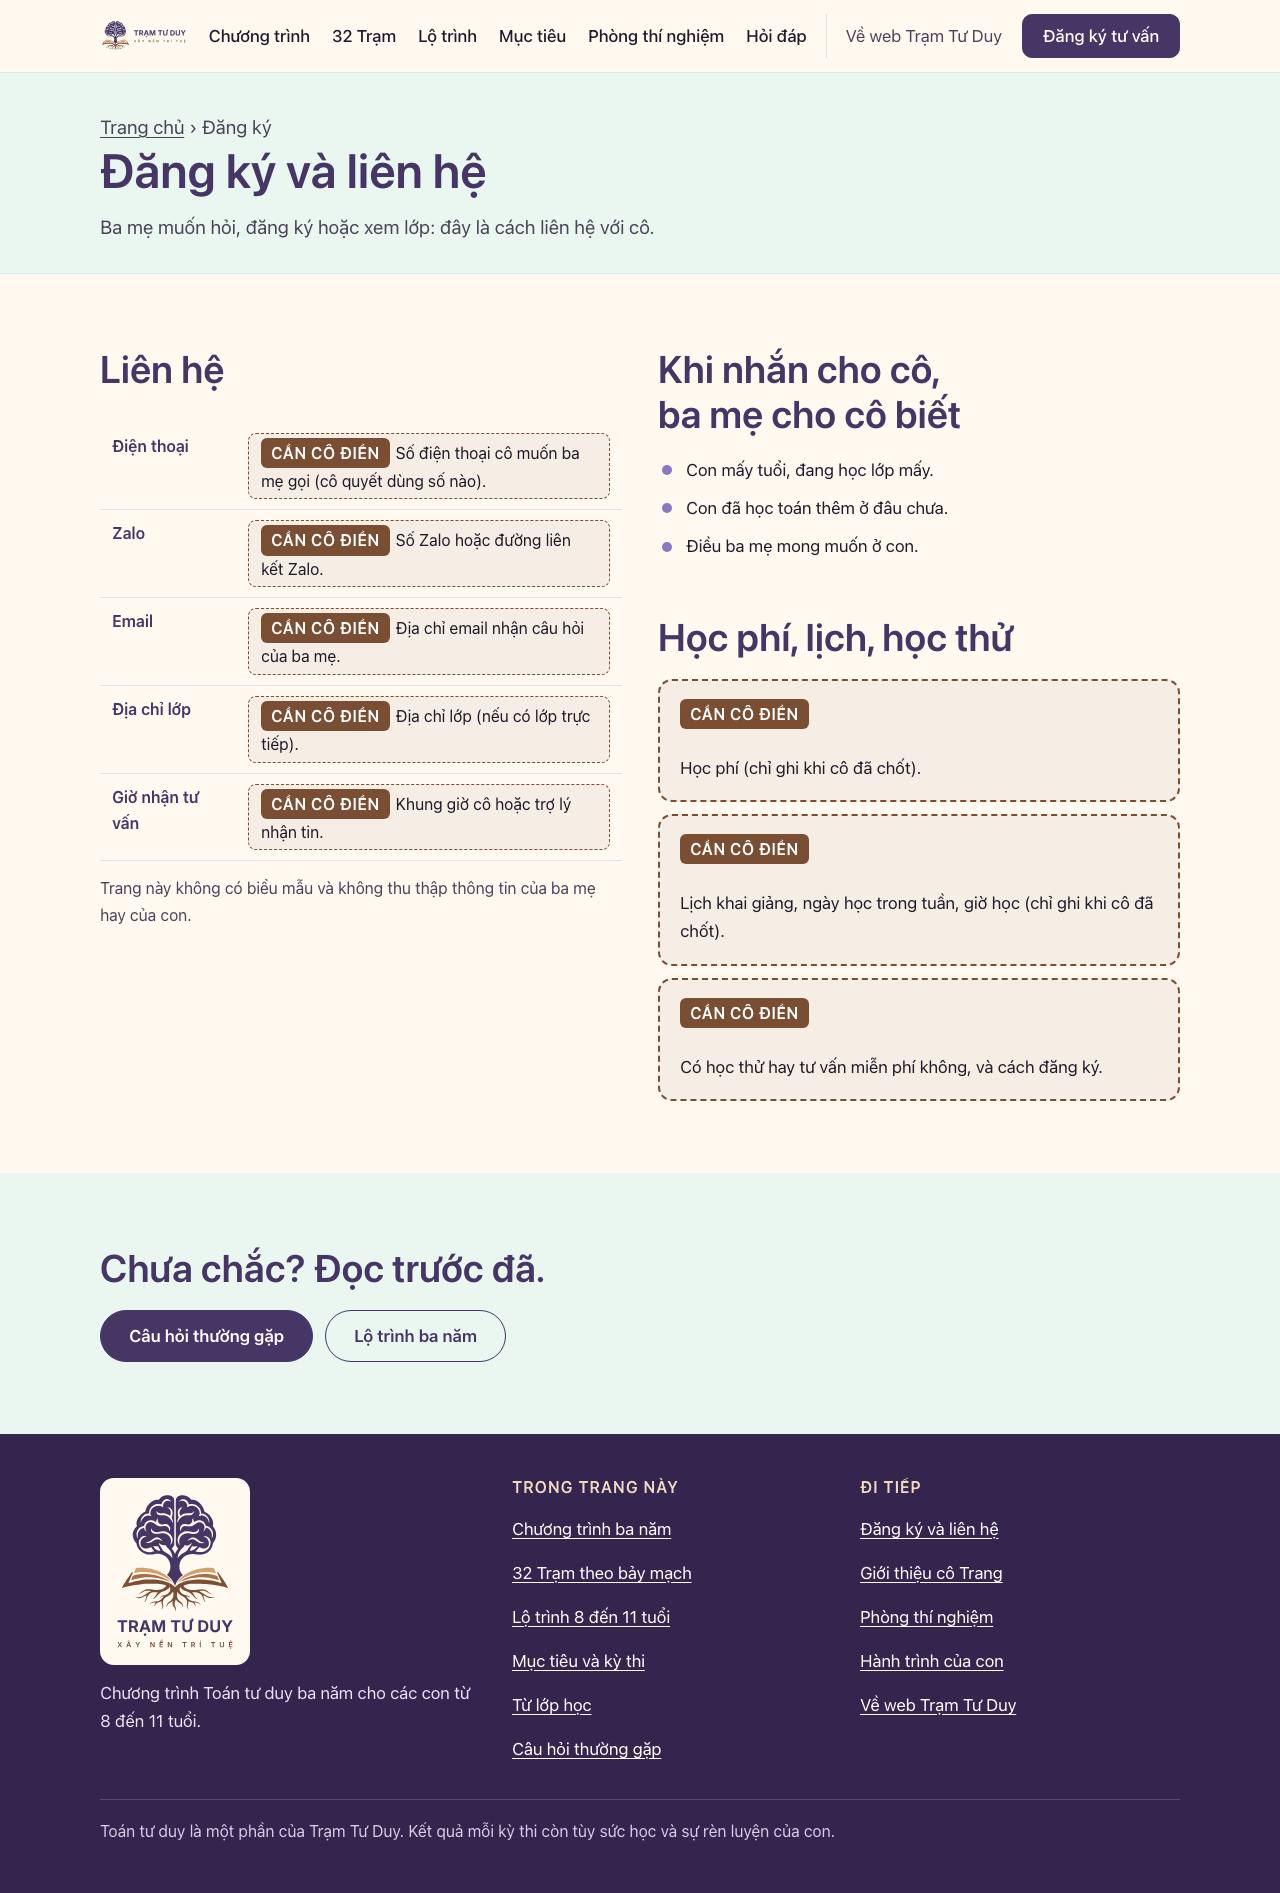 TRẠM TƯ DUY
XÂY NỀN TRÍ TUỆ
Chương trình
32 Trạm
Lộ trình
Mục tiêu
Phòng thí nghiệm
Hỏi đáp
Về web Trạm Tư Duy
Đăng ký tư vấn
Trang chủ › Đăng ký
Đăng ký và liên hệ
Ba mẹ muốn hỏi, đăng ký hoặc xem lớp: đây là cách liên hệ với cô.
Liên hệ
Điện thoại
CẦN CÔ ĐIỀN Số điện thoại cô muốn ba
mẹ gọi (cô quyết dùng số nào).
Zalo
CẦN CÔ ĐIỀN Số Zalo hoặc đường liên
kết Zalo.
Email
CẦN CÔ ĐIỀN Địa chỉ email nhận câu hỏi
của ba mẹ.
Địa chỉ lớp
CẦN CÔ ĐIỀN Địa chỉ lớp (nếu có lớp trực
tiếp).
Giờ nhận tư
vấn
CẦN CÔ ĐIỀN Khung giờ cô hoặc trợ lý
nhận tin.
Trang này không có biểu mẫu và không thu thập thông tin của ba mẹ
hay của con.
Khi nhắn cho cô,
ba mẹ cho cô biết
Con mấy tuổi, đang học lớp mấy.
Con đã học toán thêm ở đâu chưa.
Điều ba mẹ mong muốn ở con.
Học phí, lịch, học thử
CẦN CÔ ĐIỀN
Học phí (chỉ ghi khi cô đã chốt).
CẦN CÔ ĐIỀN
Lịch khai giảng, ngày học trong tuần, giờ học (chỉ ghi khi cô đã
chốt).
CẦN CÔ ĐIỀN
Có học thử hay tư vấn miễn phí không, và cách đăng ký.
Chưa chắc? Đọc trước đã.
Câu hỏi thường gặp
Lộ trình ba năm
TRẠM TƯ DUY
XÂY NỀN TRÍ TUỆ
Chương trình Toán tư duy ba năm cho các con từ
8 đến 11 tuổi.
TRONG TRANG NÀY
Chương trình ba năm
32 Trạm theo bảy mạch
Lộ trình 8 đến 11 tuổi
Mục tiêu và kỳ thi
Từ lớp học
Câu hỏi thường gặp
ĐI TIẾP
Đăng ký và liên hệ
Giới thiệu cô Trang
Phòng thí nghiệm
Hành trình của con
Về web Trạm Tư Duy
Toán tư duy là một phần của Trạm Tư Duy. Kết quả mỗi kỳ thi còn tùy sức học và sự rèn luyện của con.